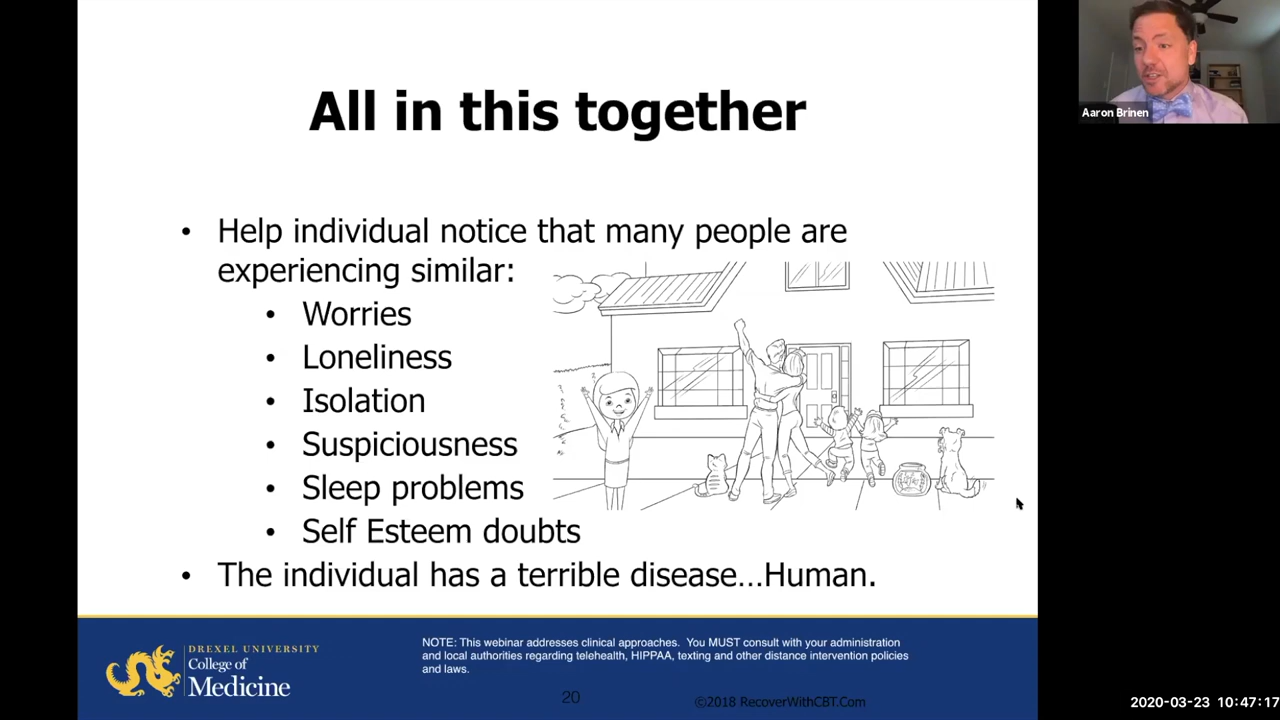 All in this together
• Help individual notice that many people are
experiencing similar:
• Worries
• Loneliness
• Isolation
• Suspiciousness
• Sleep problems
• Self Esteem doubts
• The individual has a terrible disease…Human.
DREXEL UNIVERSITY
College of
Medicine
NOTE: This webinar addresses clinical approaches. You MUST consult with your administration
and local authorities regarding telehealth, HIPPAA, texting and other distance intervention policies
and laws.
20
©2018 RecoverWithCBT.Com
Aaron Brinen
2020-03-23 10:47:17